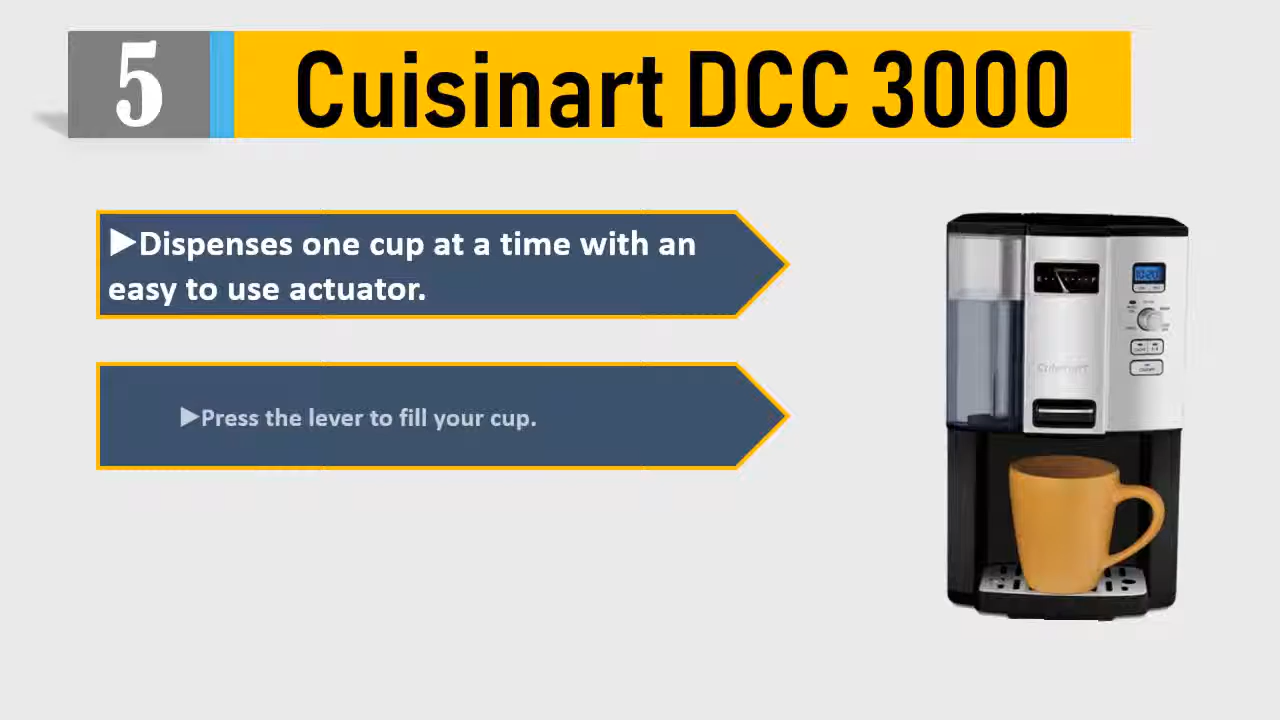 5
Cuisinart DCC 3000
▶Dispenses one cup at a time with an
easy to use actuator.
▶Press the lever to fill your cup.
Cuisinart